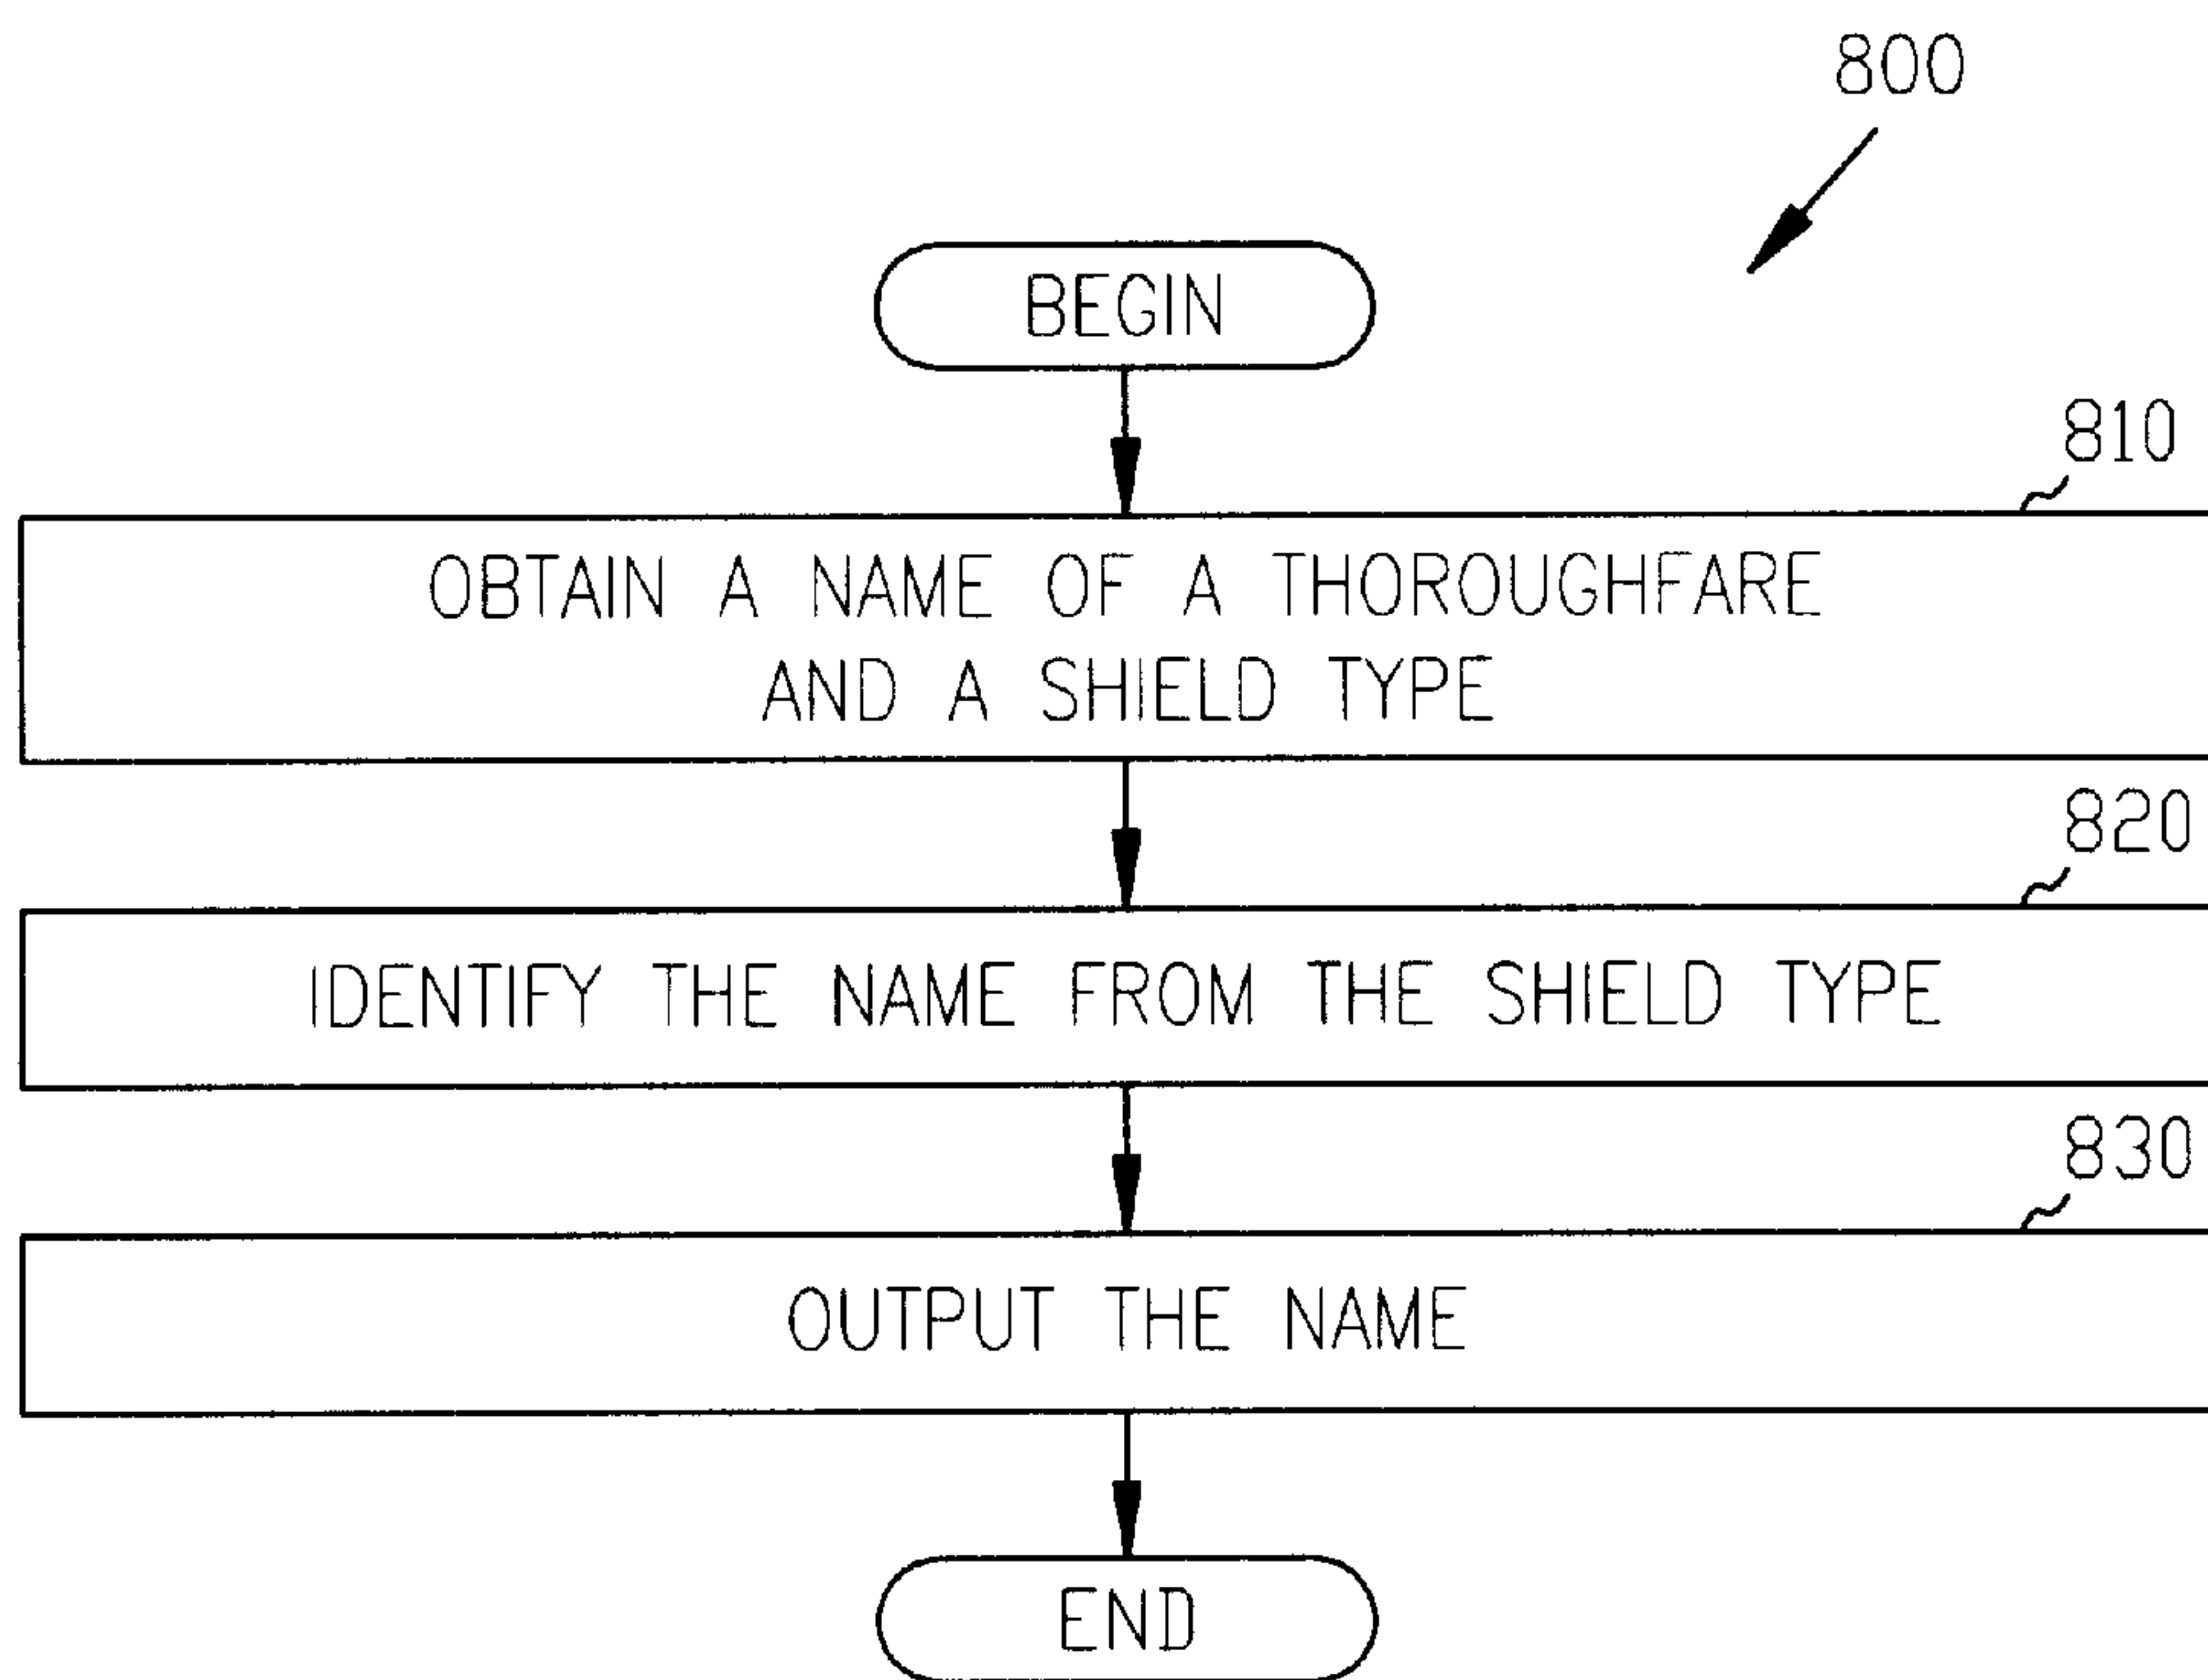 800
BEGIN
810
OBTAIN A NAME OF A THOROUGHFARE
AND A SHIELD TYPE
820
IDENTIFY THE NAME FROM THE SHIELD TYPE
830
OUTPUT THE NAME
END